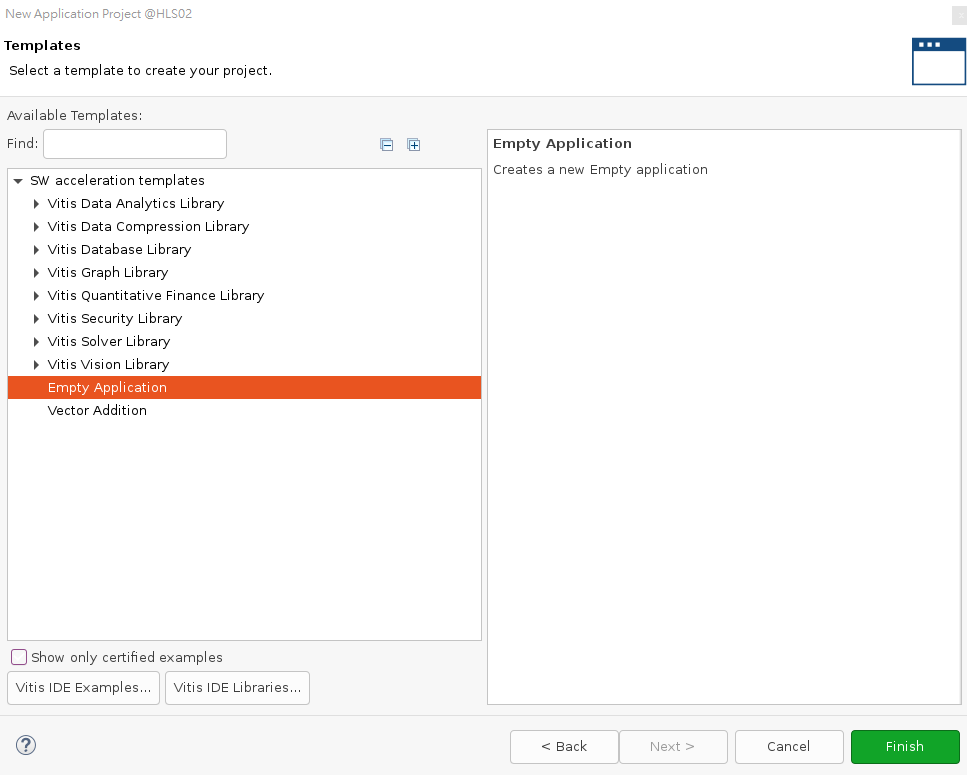 New Application Project @HLS02
Templates
Select a template to create your project.
Available Templates:
Find:
SW acceleration templates
Vitis Data Analytics Library
Vitis Data Compression Library
Vitis Database Library
Vitis Graph Library
Vitis Quantitative Finance Library
Vitis Security Library
Vitis Solver Library
Vitis Vision Library
Empty Application
Vector Addition
Empty Application
Creates a new Empty application
Show only certified examples
Vitis IDE Examples... Vitis IDE Libraries...
? < Back Next > Cancel Finish